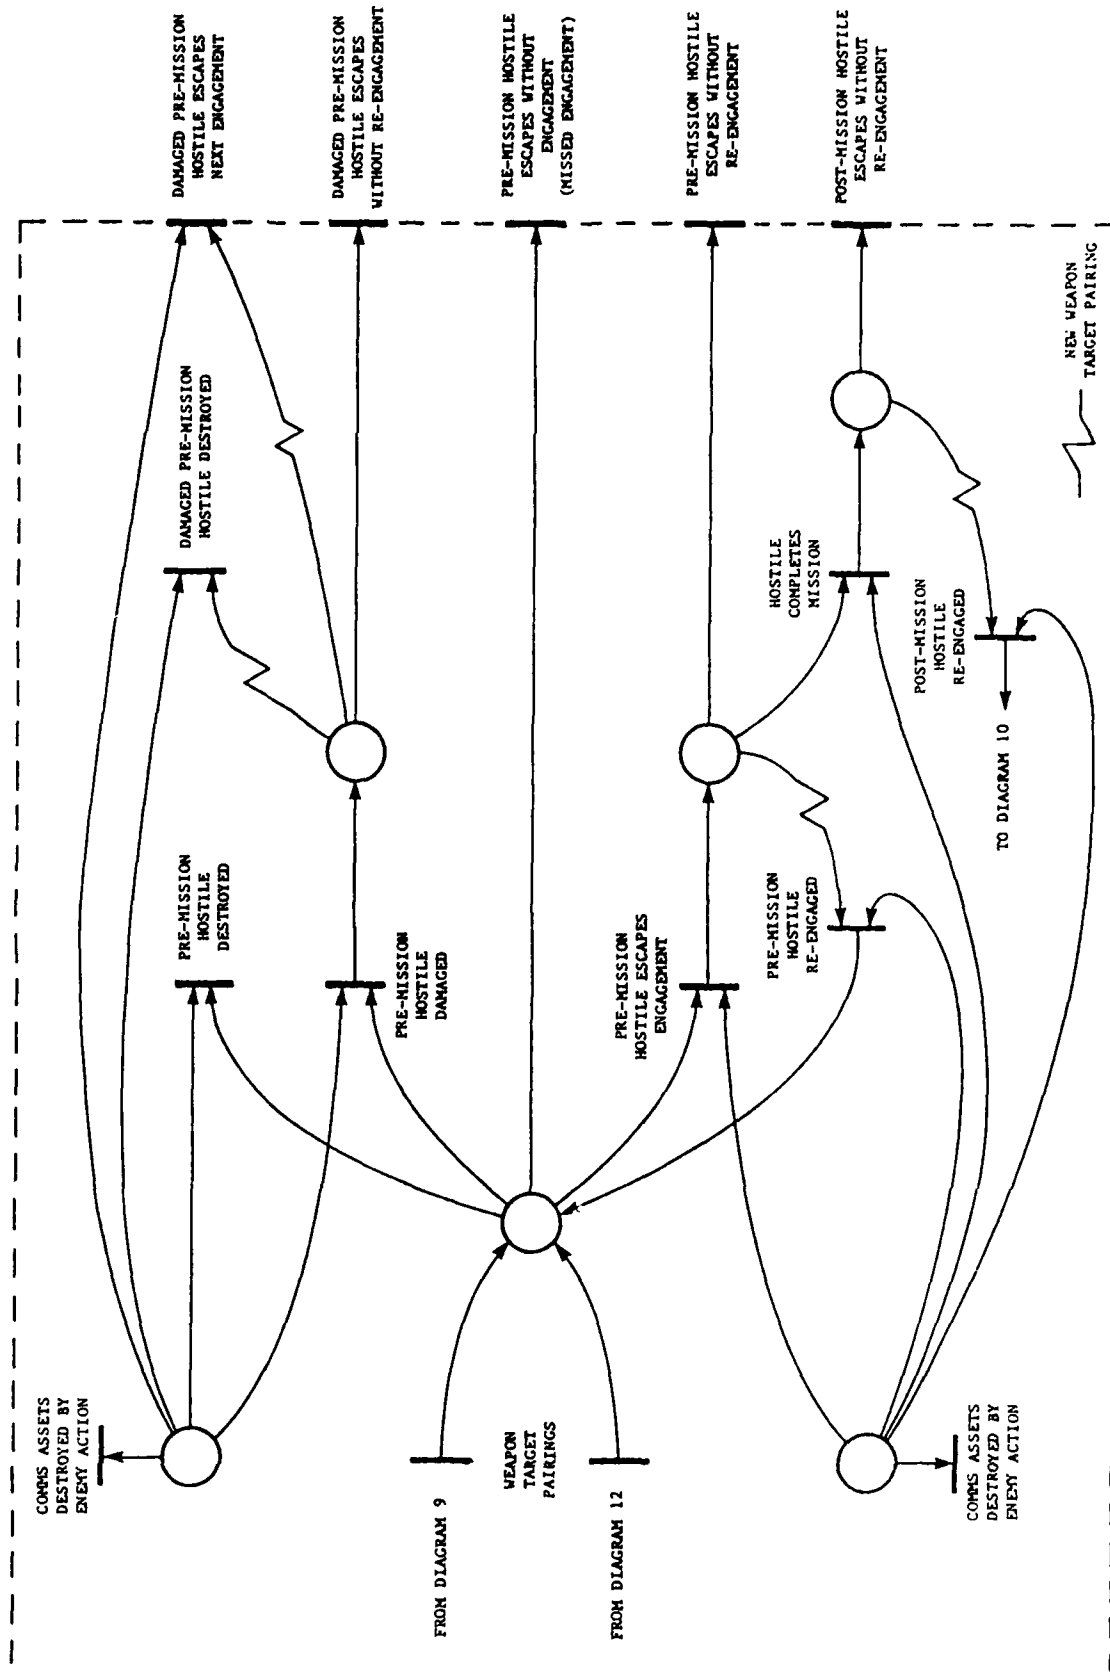 DAMAGED PRE-MISSION
HOSTILE ESCAPES
NEXT ENGAGEMENT
DAMAGED PRE-MISSION
HOSTILE ESCAPES
WITHOUT RE-ENGAGEMENT
PRE-MISSION HOSTILE
ESCAPES WITHOUT
ENGAGEMENT
(MISSED ENGAGEMENT)
PRE-MISSION HOSTILE
ESCAPES WITHOUT
RE-ENGAGEMENT
POST-MISSION HOSTILE
ESCAPES WITHOUT
RE-ENGAGEMENT
DAMAGED PRE-MISSION
HOSTILE DESTROYED
HOSTILE
COMPLETES
MISSION
POST-MISSION
HOSTILE
RE-ENGAGED
NEW WEAPON
TARGET PAIRING
TO DIAGRAM 10
PRE-MISSION
HOSTILE
DESTROYED
PRE-MISSION
HOSTILE
DAMAGED
PRE-MISSION
HOSTILE ESCAPES
ENGAGEMENT
PRE-MISSION
HOSTILE
RE-ENGAGED
COMMS ASSETS
DESTROYED BY
ENEMY ACTION
FROM DIAGRAM 9
WEAPON
TARGET
PAIRINGS
FROM DIAGRAM 12
COMMS ASSETS
DESTROYED BY
ENEMY ACTION